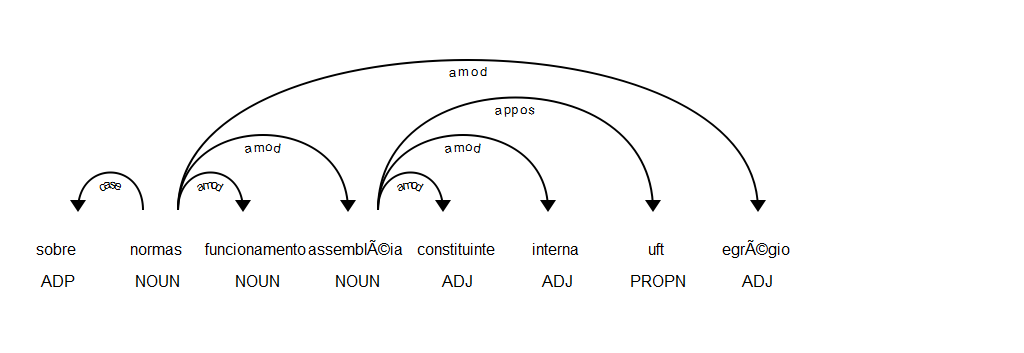 amod
appos
amod
amod
case
amod
amod
sobre normas funcionamento assemblÃ©ia constituinte interna uft egrÃ©gio
ADP NOUN NOUN NOUN ADJ ADJ PROPN ADJ